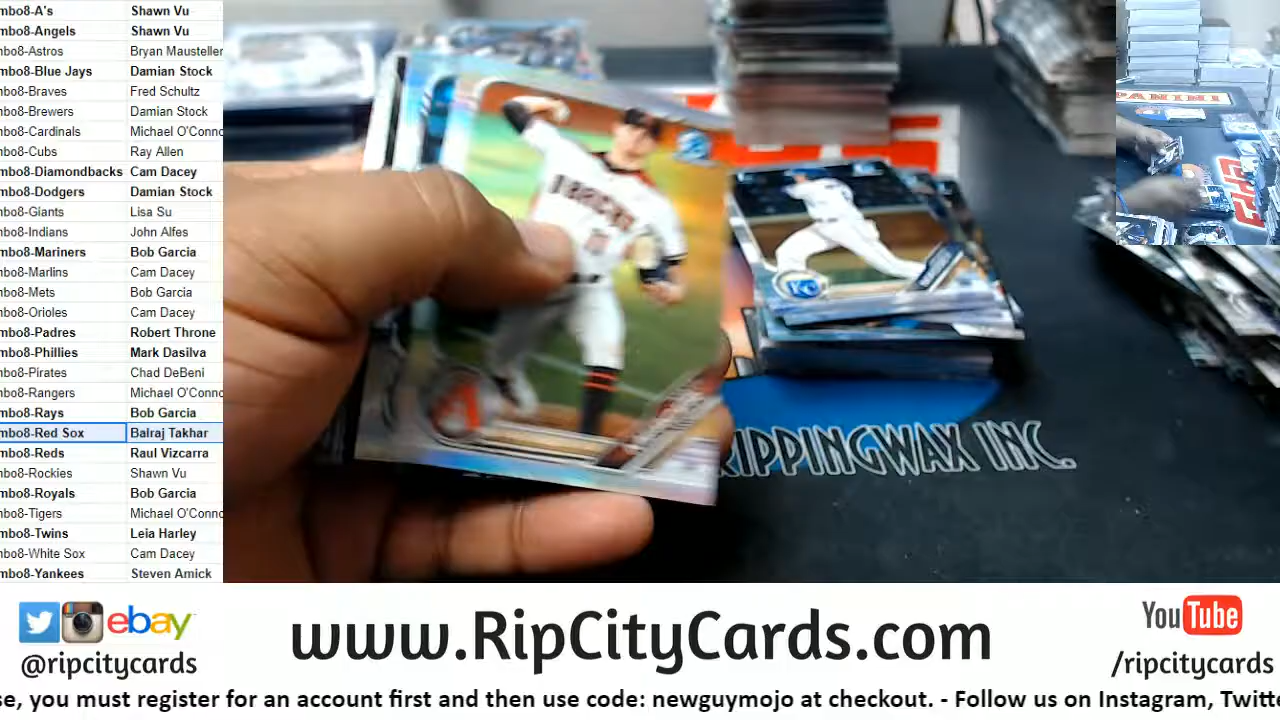 mbo8-A's Shawn Vu
mbo8-Angels Shawn Vu
mbo8-Astros Bryan Mausteller
mbo8-Blue Jays Damian Stock
mbo8-Braves Fred Schultz
mbo8-Brewers Damian Stock
mbo8-Cardinals Michael O'Conno
mbo8-Cubs Ray Allen
mbo8-Diamondbacks Cam Dacey
mbo8-Dodgers Damian Stock
mbo8-Giants Lisa Su
mbo8-Indians John Alfes
mbo8-Mariners Bob Garcia
mbo8-Marlins Cam Dacey
mbo8-Mets Bob Garcia
mbo8-Orioles Cam Dacey
mbo8-Padres Robert Throne
mbo8-Phillies Mark Dasilva
mbo8-Pirates Chad DeBeni
mbo8-Rangers Michael O'Conno
mbo8-Rays Bob Garcia
mbo8-Red Sox Balraj Takhar
mbo8-Reds Raul Vizcarra
mbo8-Rockies Shawn Vu
mbo8-Royals Bob Garcia
mbo8-Tigers Michael O'Conno
mbo8-Twins Leia Harley
mbo8-White Sox Cam Dacey
mbo8-Yankees Steven Amick
PANINI
KC
RIPPINGWAX INC.
ebay
@ripcitycards
www.RipCityCards.com
YouTube
/ripcitycards
se, you must register for an account first and then use code: newguymojo at checkout. - Follow us on Instagram, Twitte